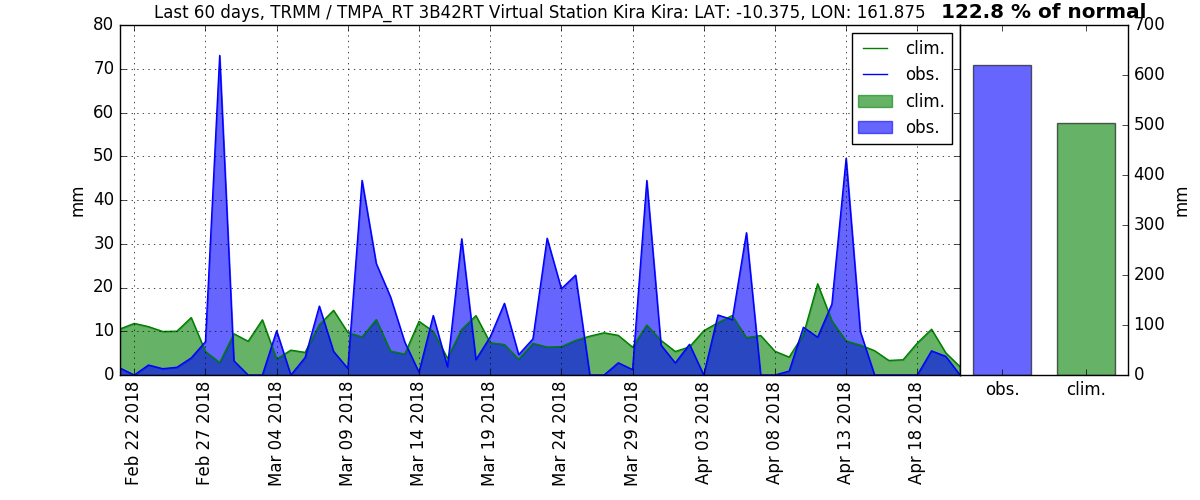 Last 60 days, TRMM / TMPA_RT 3B42RT Virtual Station Kira Kira: LAT: -10.375, LON: 161.875 122.8 % of normal
80
70
60
50
40
30
20
10
0
mm
clim.
obs.
clim.
obs.
700
600
500
400
300
200
100
0
mm
obs. clim.
Feb 22 2018
Feb 27 2018
Mar 04 2018
Mar 09 2018
Mar 14 2018
Mar 19 2018
Mar 24 2018
Mar 29 2018
Apr 03 2018
Apr 08 2018
Apr 13 2018
Apr 18 2018